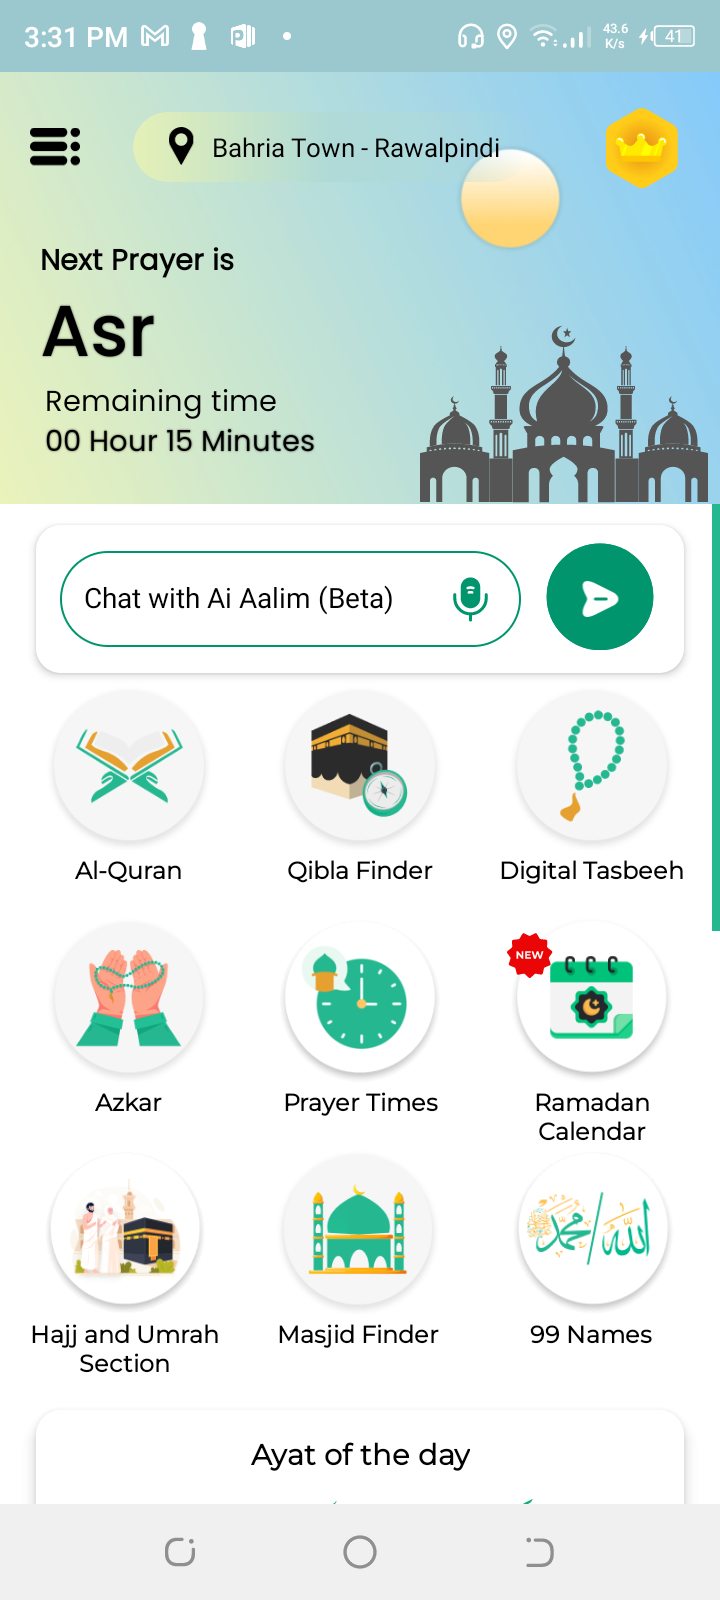 3:31 PM
43.6
K/s
41
Bahria Town - Rawalpindi
Next Prayer is
Asr
Remaining time
00 Hour 15 Minutes
Chat with Ai Aalim (Beta)
Al-Quran
Qibla Finder
Digital Tasbeeh
Azkar
Prayer Times
NEW
Ramadan
Calendar
محمد/الله
Hajj and Umrah
Section
Masjid Finder
99 Names
Ayat of the day